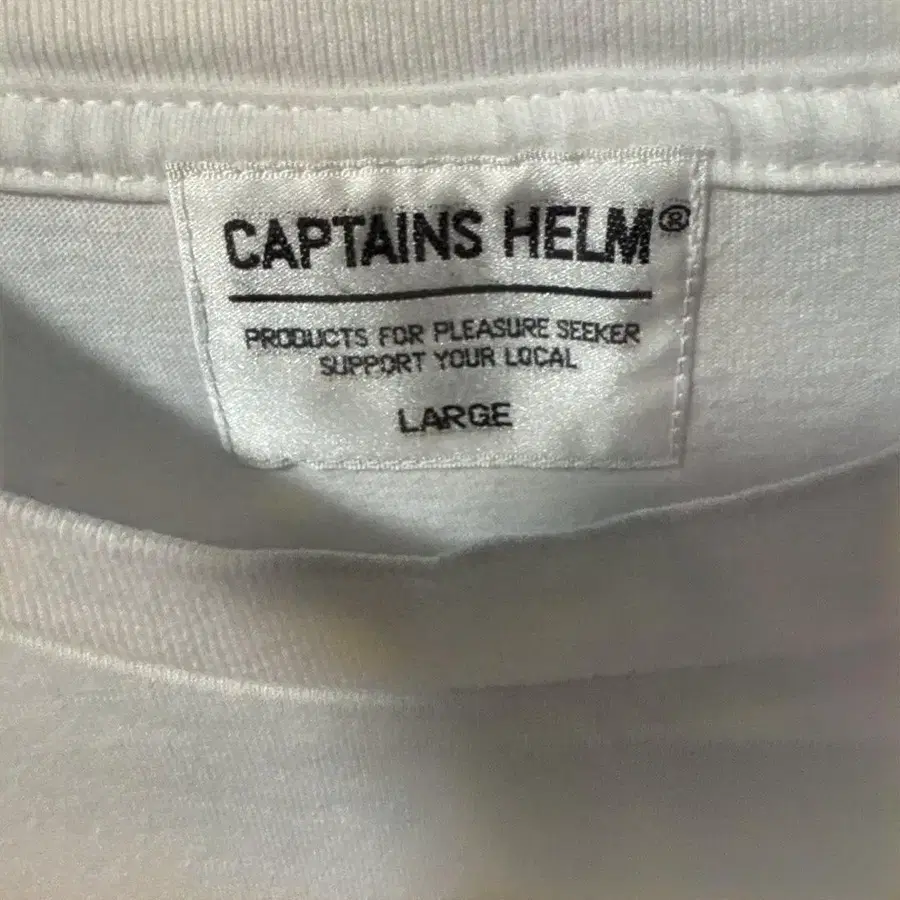 CAPTAINS HELM®
PRODUCTS FOR PLEASURE SEEKER
SUPPORT YOUR LOCAL
LARGE